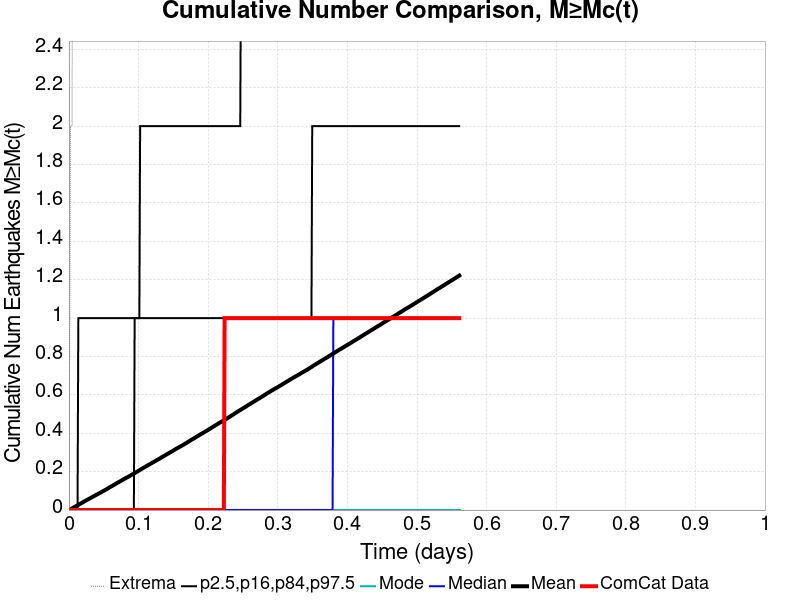 Cumulative Number Comparison, M≥Mc(t)
Cumulative Num Earthquakes M≥Mc(t)
2.4
2.2
2
1.8
1.6
1.4
1.2
1
0.8
0.6
0.4
0.2
0
0 0.1 0.2 0.3 0.4 0.5 0.6 0.7 0.8 0.9 1
Time (days)
Extrema p2.5,p16,p84,p97.5 Mode Median Mean ComCat Data